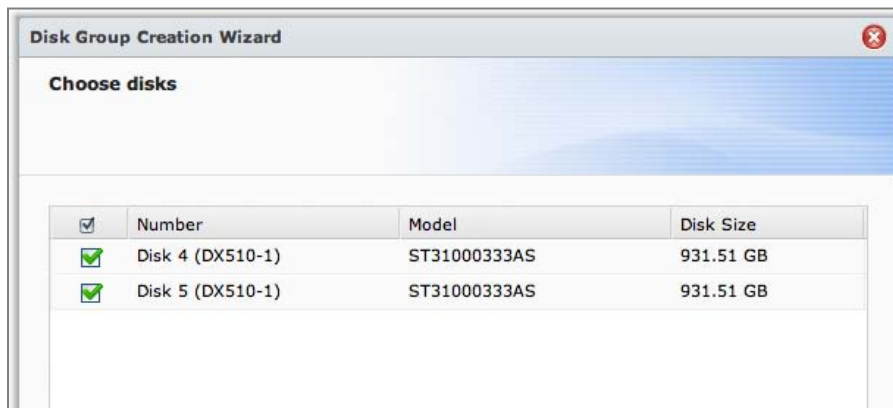 Disk Group Creation Wizard
Choose disks
Number Model Disk Size
Disk 4 (DX510-1) ST31000333AS 931.51 GB
Disk 5 (DX510-1) ST31000333AS 931.51 GB